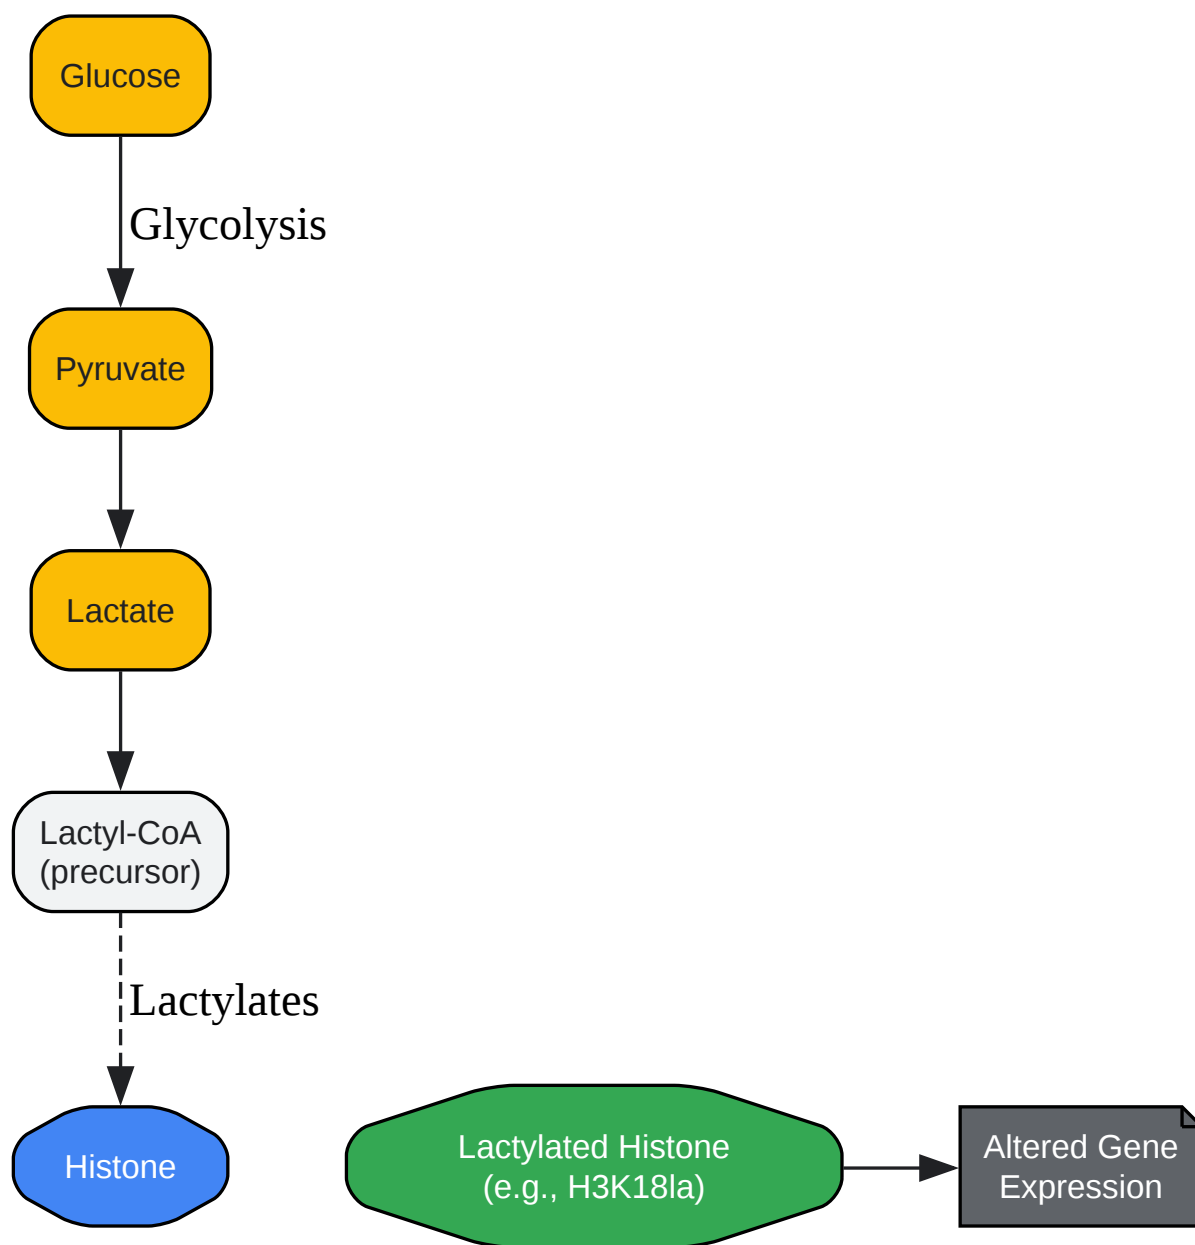 Glucose
Glycolysis
Pyruvate
Lactate
Lactyl-CoA
(precursor)
Lactylates
Histone
Lactylated Histone
(e.g., H3K18la)
Altered Gene
Expression